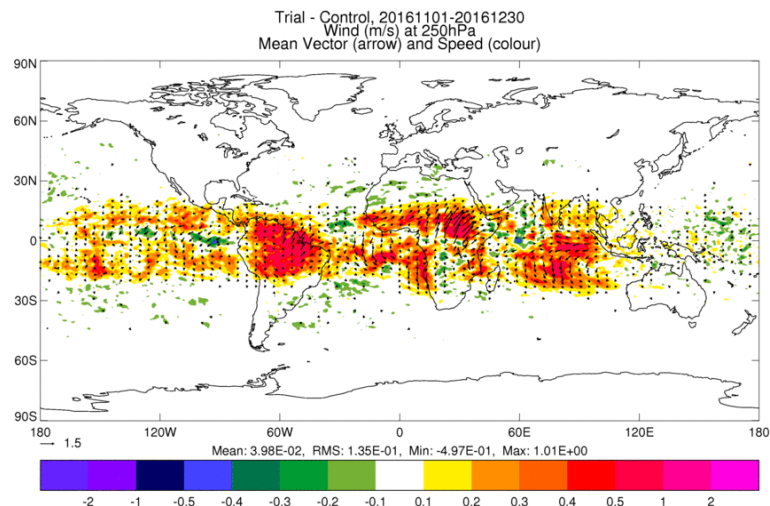 Trial - Control, 20161101-20161230
Wind (m/s) at 250hPa
Mean Vector (arrow) and Speed (colour)
90N
60N
30N
0
30S
60S
90S
180 120W 60W 0 60E 120E 180
1.5
Mean: 3.98E-02, RMS: 1.35E-01, Min: -4.97E-01, Max: 1.01E+00
-2 -1 -0.5 -0.4 -0.3 -0.2 -0.1 0.1 0.2 0.3 0.4 0.5 1 2